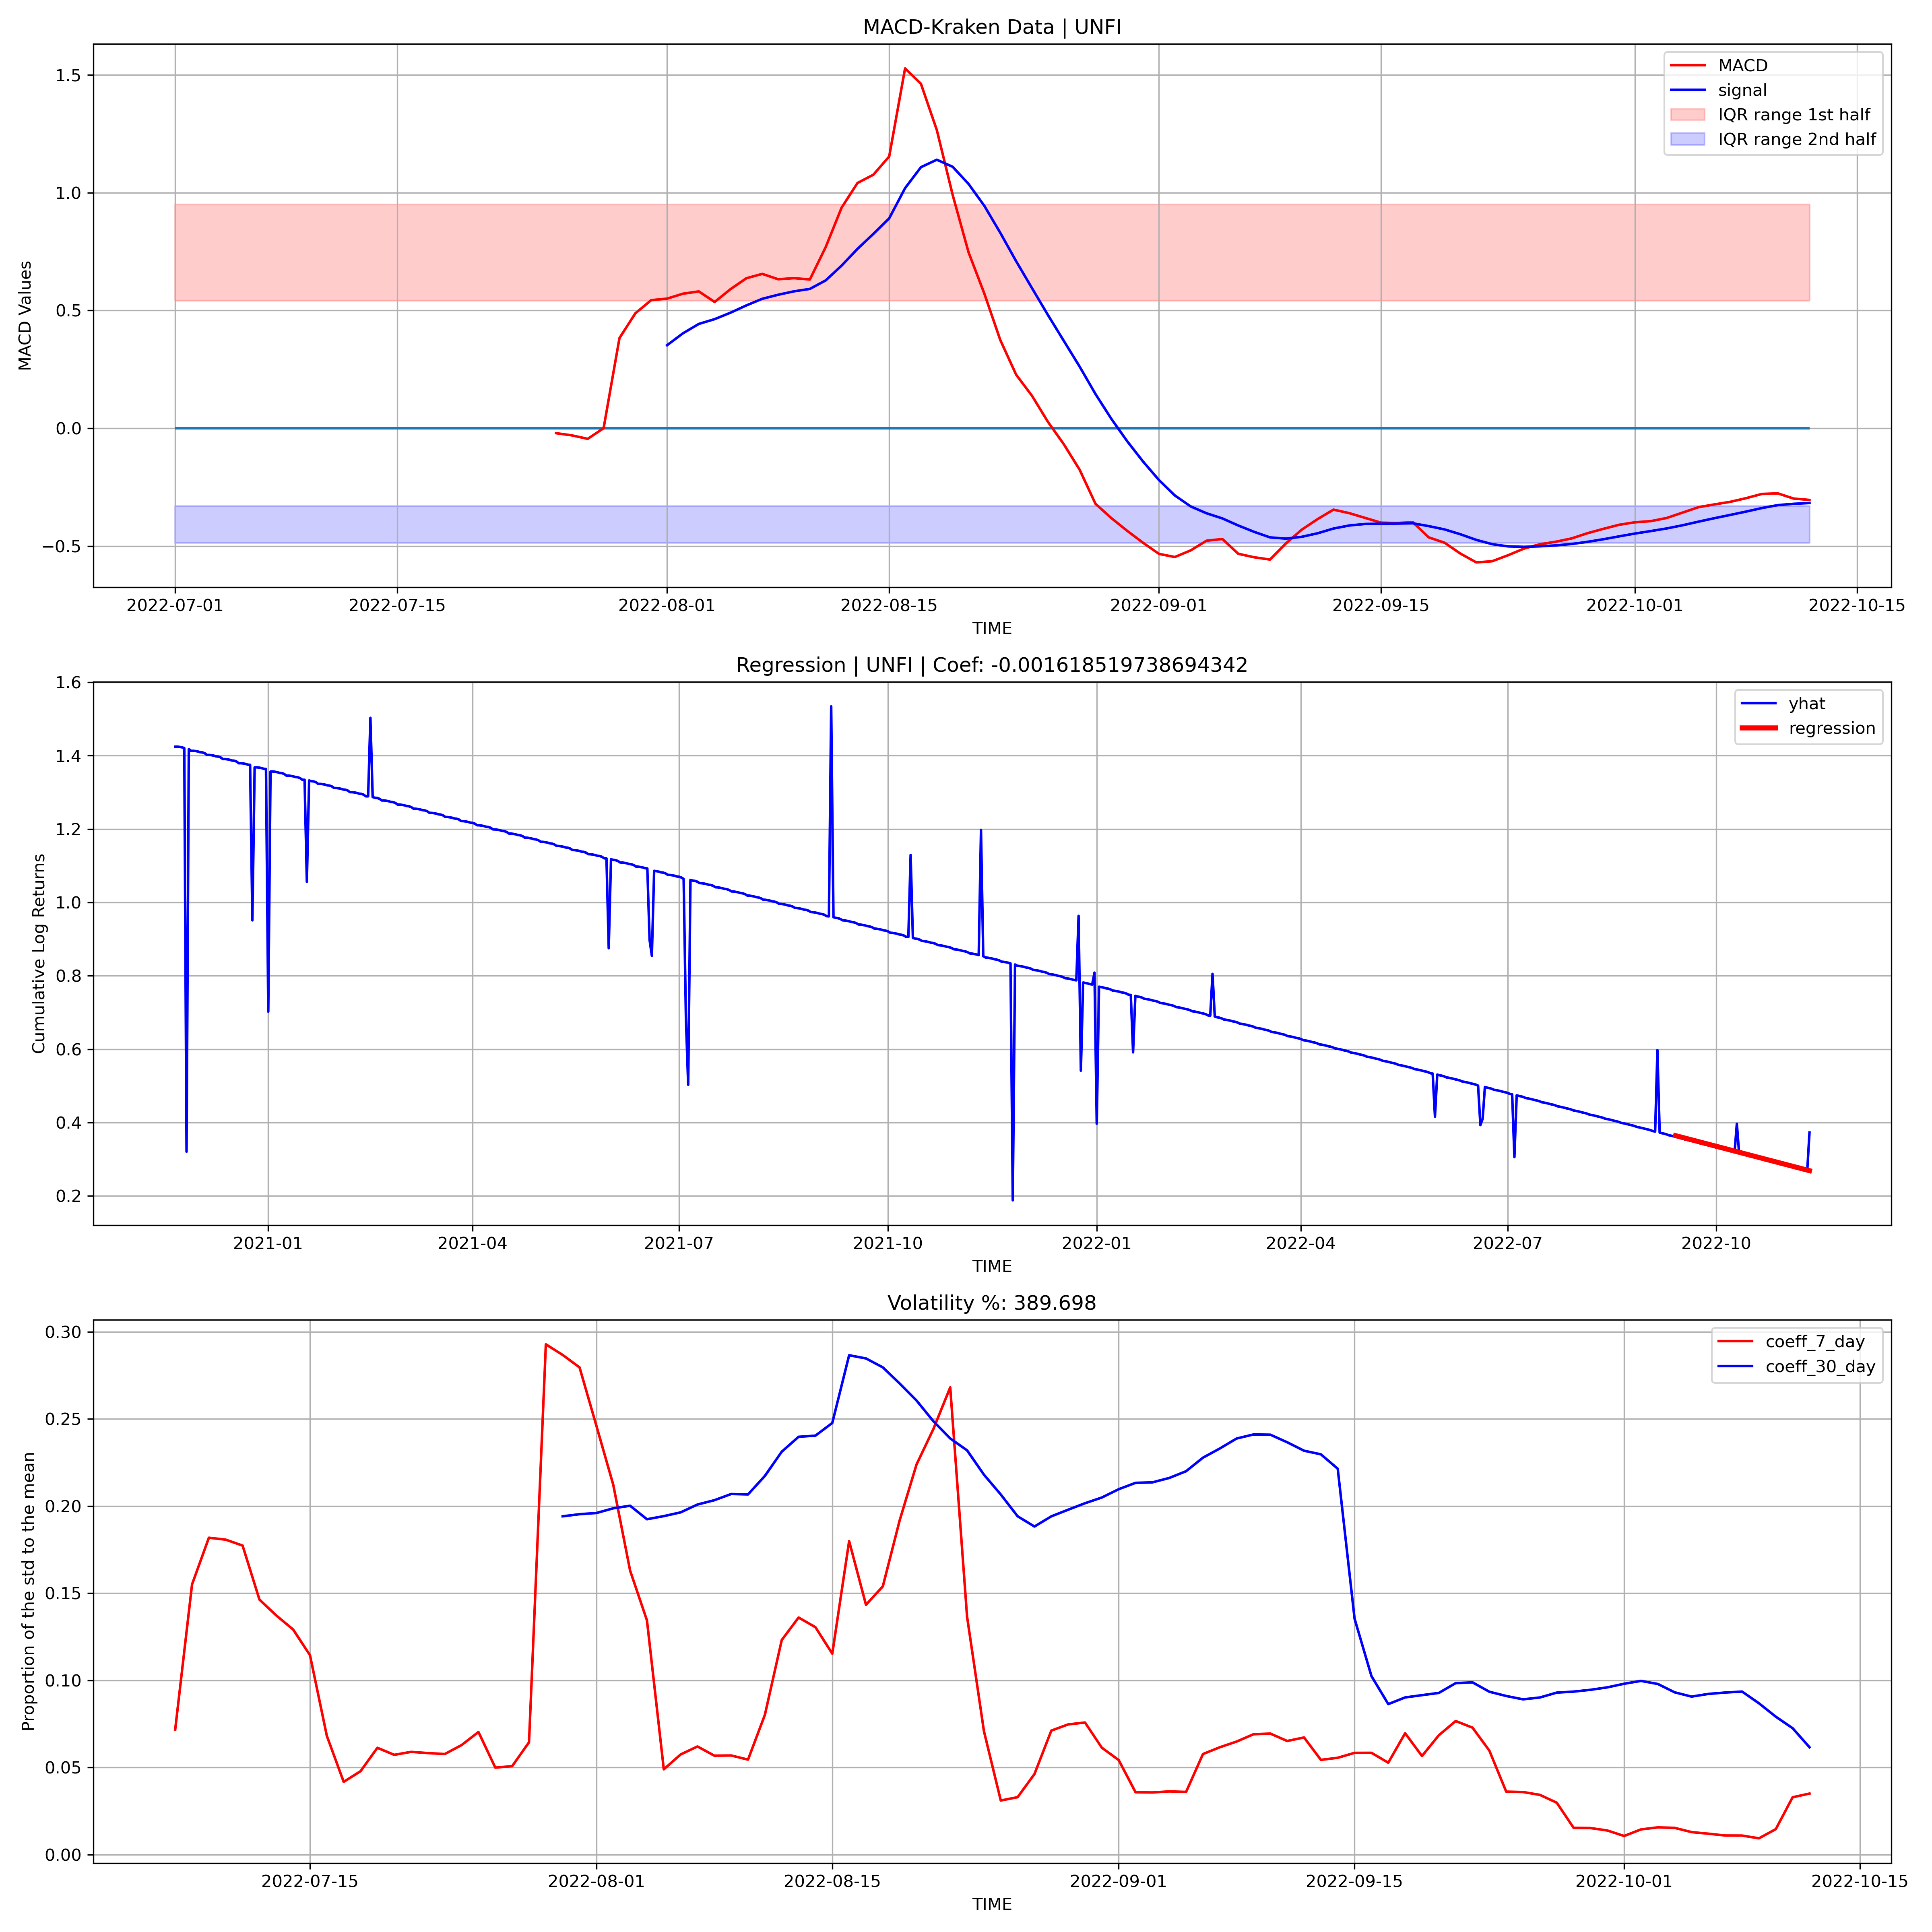 MACD-Kraken Data | UNFI
MACD
signal
IQR range 1st half
IQR range 2nd half
MACD Values
1.5
1.0
0.5
0.0
−0.5
2022-07-01 2022-07-15 2022-08-01 2022-08-15 2022-09-01 2022-09-15 2022-10-01 2022-10-15
TIME
Regression | UNFI | Coef: -0.001618519738694342
yhat
regression
Cumulative Log Returns
1.6
1.4
1.2
1.0
0.8
0.6
0.4
0.2
2021-01 2021-04 2021-07 2021-10 2022-01 2022-04 2022-07 2022-10
TIME
Volatility %: 389.698
coeff_7_day
coeff_30_day
Proportion of the std to the mean
0.30
0.25
0.20
0.15
0.10
0.05
0.00
2022-07-15 2022-08-01 2022-08-15 2022-09-01 2022-09-15 2022-10-01 2022-10-15
TIME